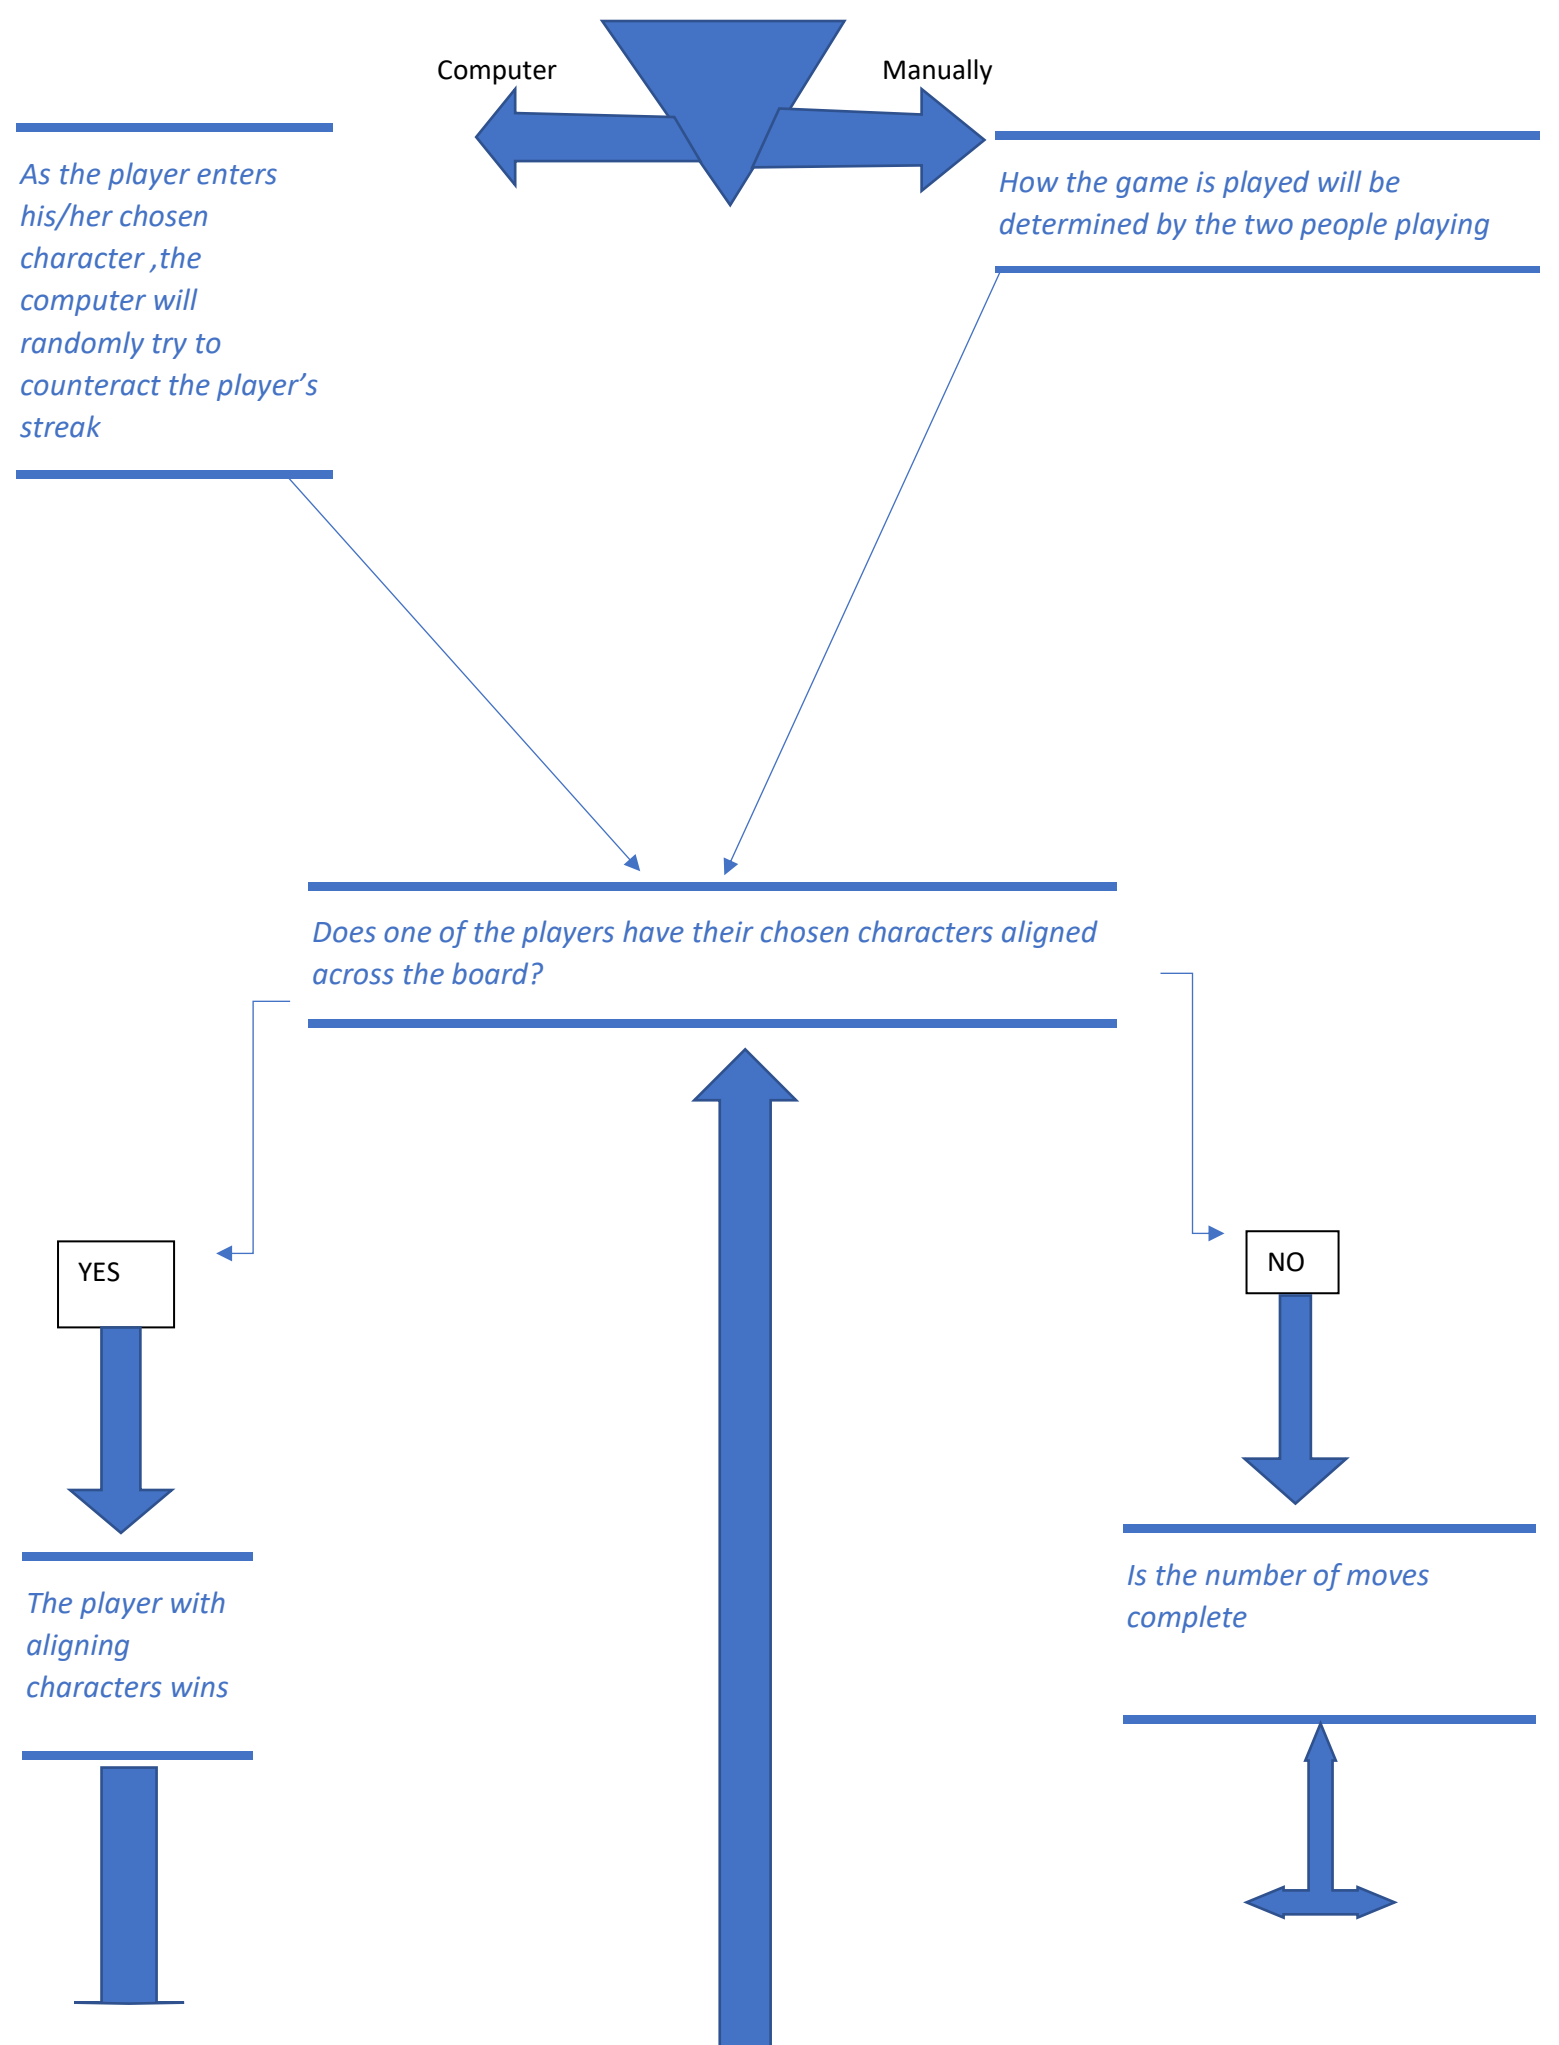 Computer
Manually
As the player enters
his/her chosen
character ,the
computer will
randomly try to
counteract the player’s
streak
How the game is played will be
determined by the two people playing
Does one of the players have their chosen characters aligned
across the board?
YES
NO
The player with
aligning
characters wins
Is the number of moves
complete